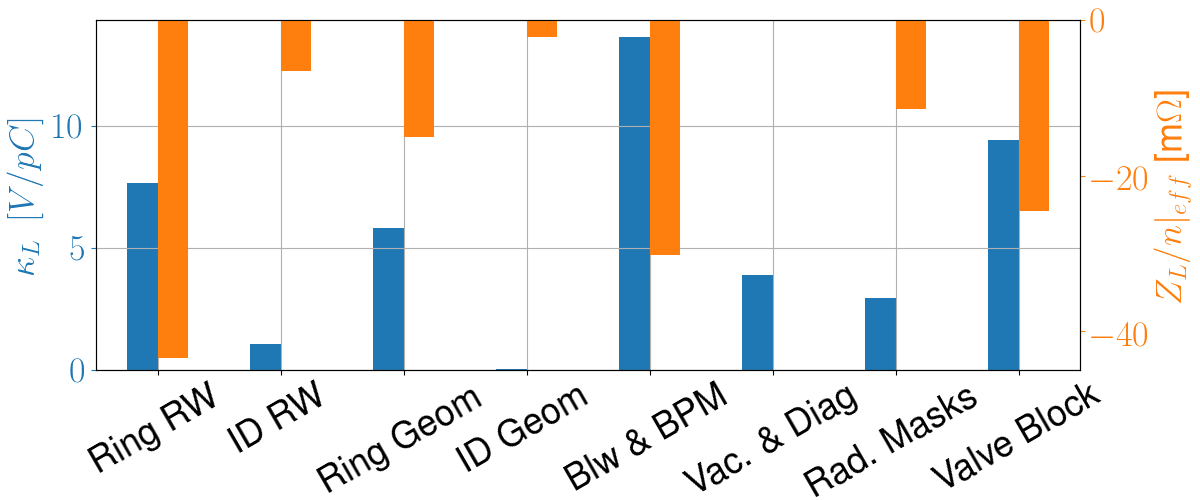 κ_L [V/pC]
10
5
0
0
−20
−40
Z_L/n|_eff [mΩ]
Ring RW
ID RW
Ring Geom
ID Geom
Blw & BPM
Vac. & Diag
Rad. Masks
Valve Block